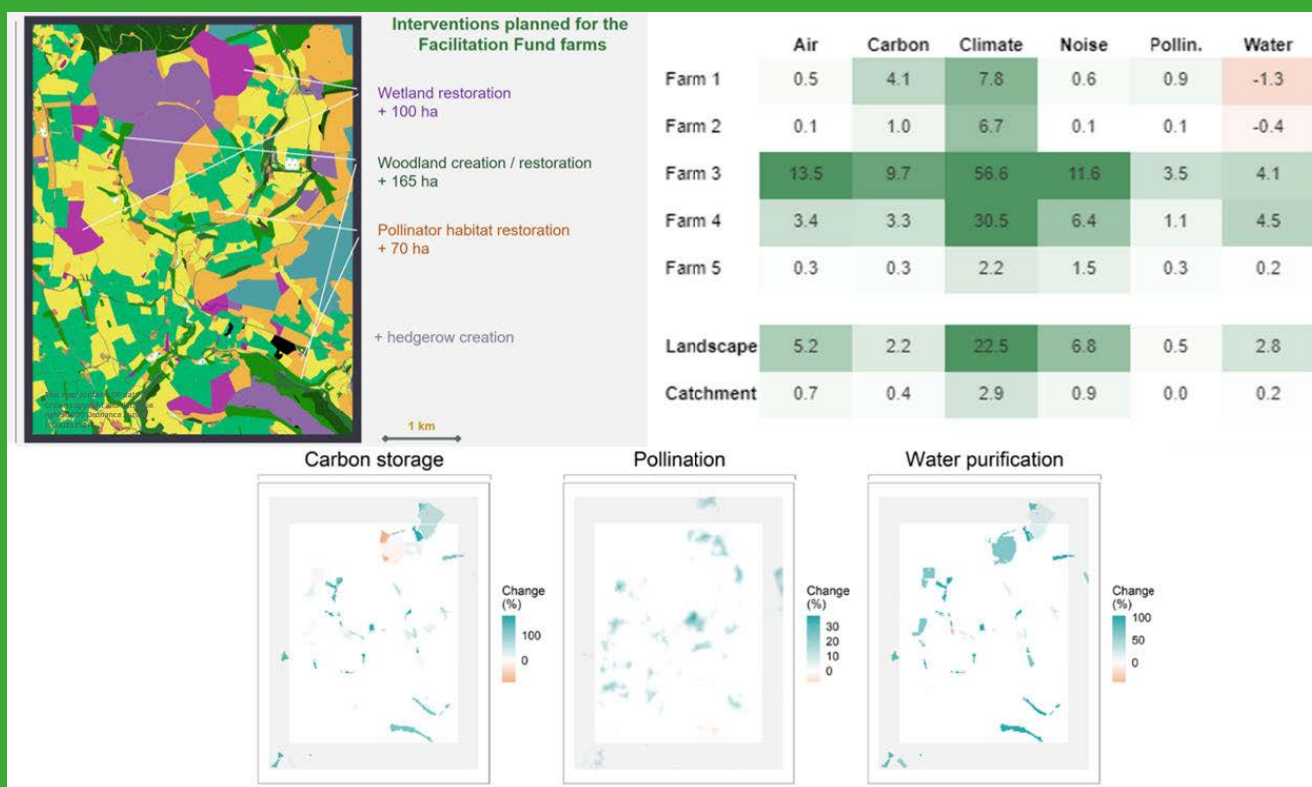 Interventions planned for the
Facilitation Fund farms
Wetland restoration
+ 100 ha
Woodland creation / restoration
+ 165 ha
Pollinator habitat restoration
+ 70 ha
+ hedgerow creation
1 km
Air Carbon Climate Noise Pollin. Water
Farm 1 0.5 4.1 7.8 0.6 0.9 -1.3
Farm 2 0.1 1.0 6.7 0.1 0.1 -0.4
Farm 3 13.5 9.7 56.6 11.6 3.5 4.1
Farm 4 3.4 3.3 30.5 6.4 1.1 4.5
Farm 5 0.3 0.3 2.2 1.5 0.3 0.2
Landscape 5.2 2.2 22.5 6.8 0.5 2.8
Catchment 0.7 0.4 2.9 0.9 0.0 0.2
Carbon storage
Change
(%)
100
0
Pollination
Change
(%)
30
20
10
0
Water purification
Change
(%)
100
50
0